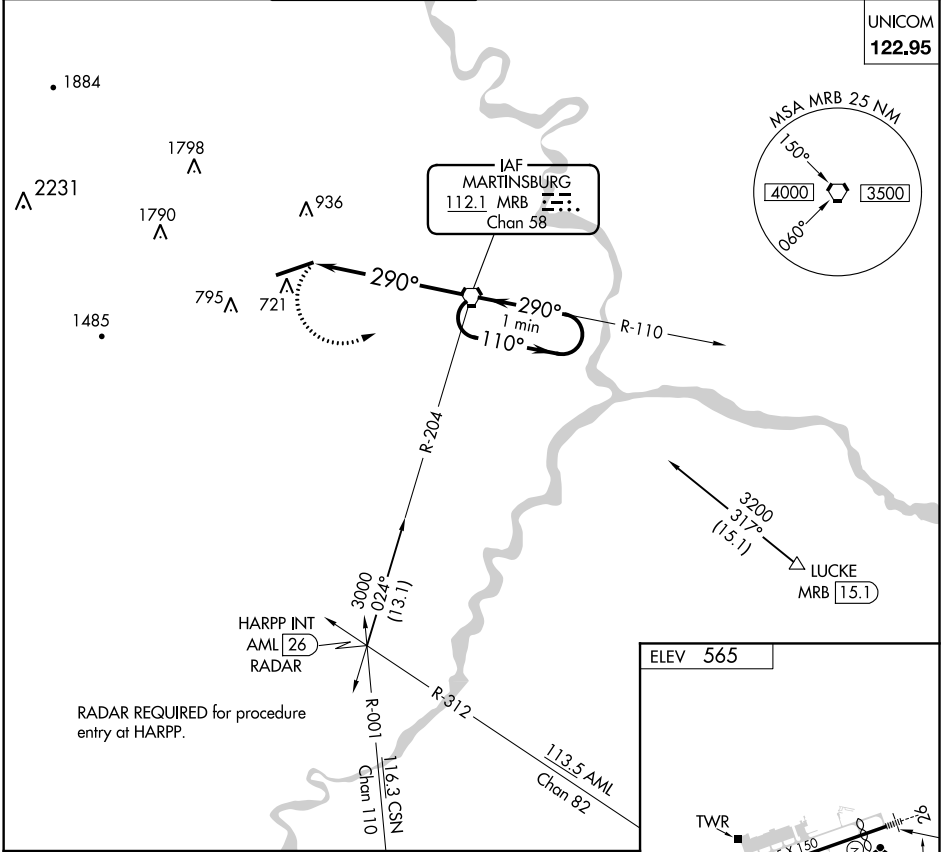 UNICOM
122.95
1884
1798
2231
1790
936
795
721
1485
IAF
MARTINSBURG
112.1 MRB
Chan 58
MSA MRB 25 NM
150°
4000
3500
060°
290°
290°
1 min
110°
R-110
R-204
3200
317°
(15.1)
LUCKE
MRB 15.1
3000
024°
(13.1)
HARPP INT
AML 26
RADAR
RADAR REQUIRED for procedure
entry at HARPP.
R-312
R-001
116.3 CSN
Chan 110
113.5 AML
Chan 82
ELEV 565
TWR
X 150
26